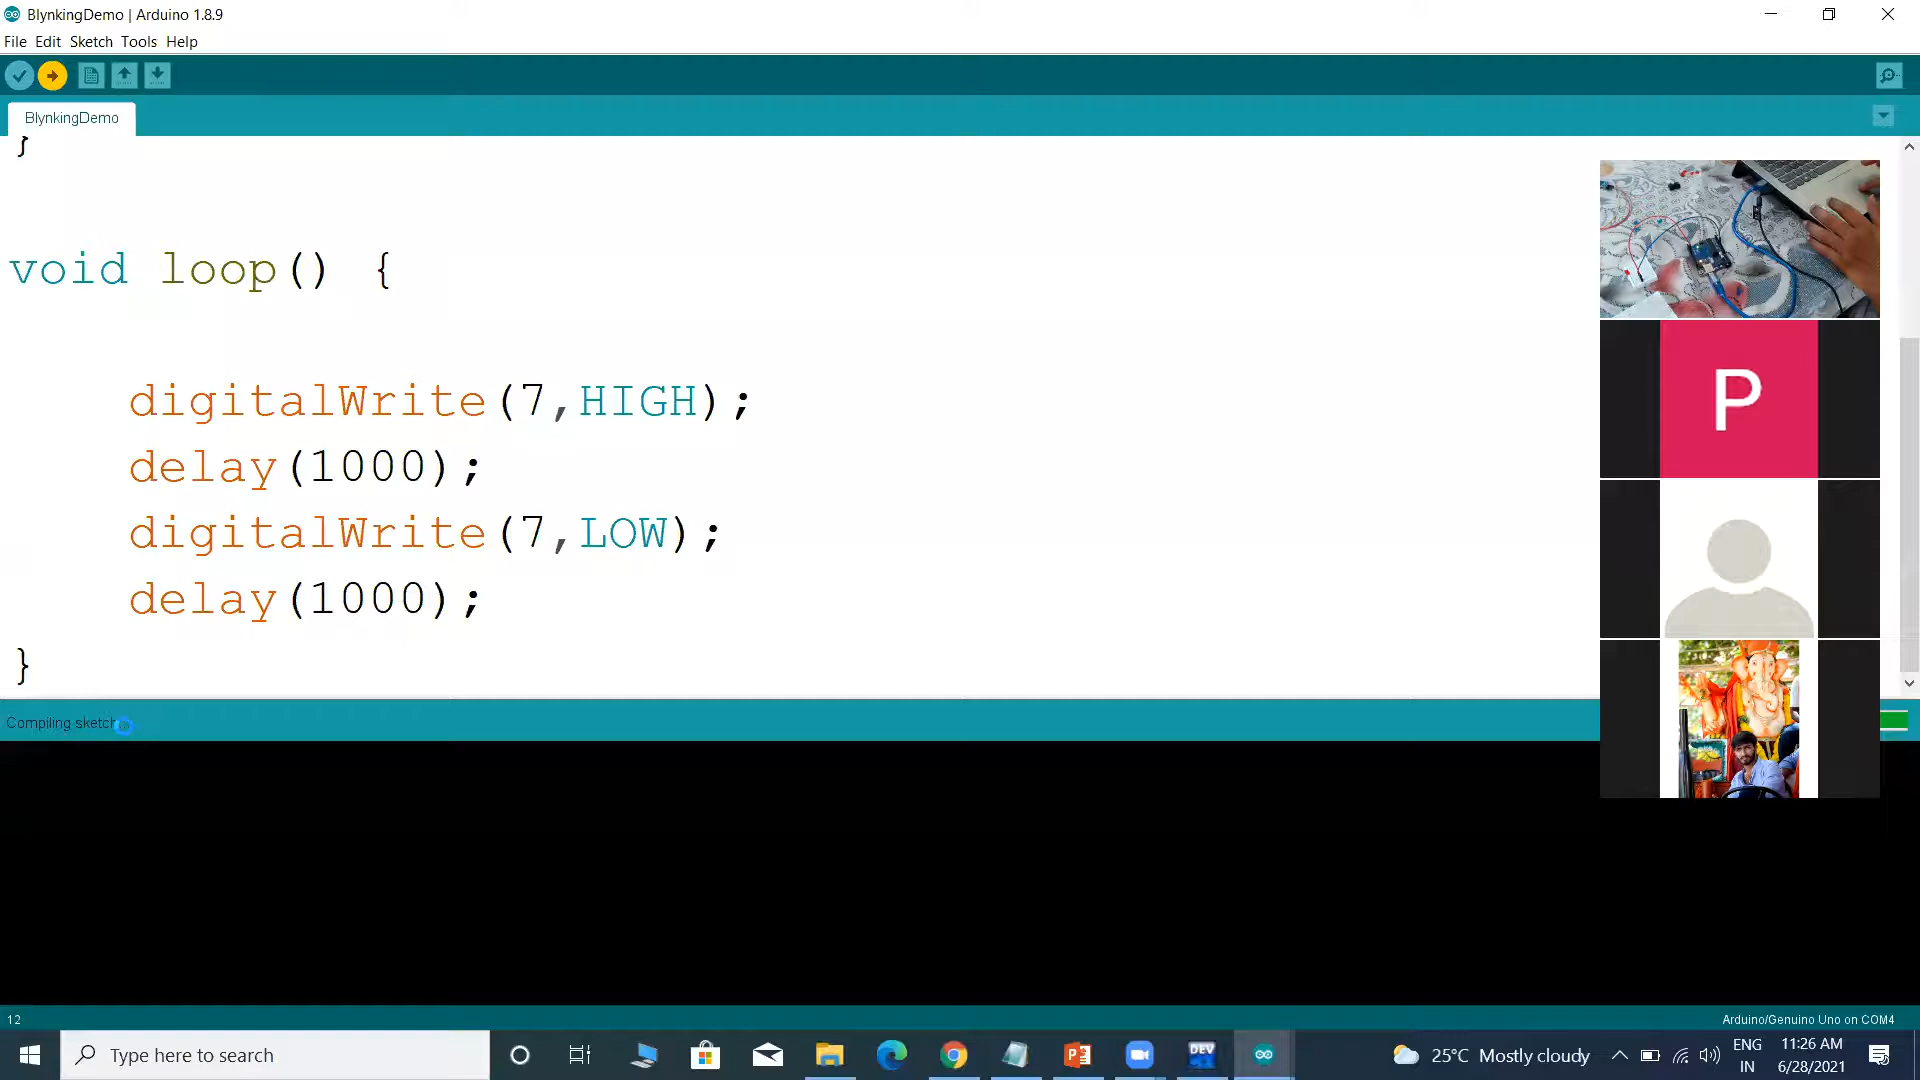 BlynkingDemo | Arduino 1.8.9
File Edit Sketch Tools Help
BlynkingDemo
}
void loop() {
digitalWrite(7,HIGH);
delay(1000);
digitalWrite(7,LOW);
delay(1000);
}
P
Compiling sketch
12
Arduino/Genuino Uno on COM4
Type here to search
DEV
25°C Mostly cloudy
ENG
IN
11:26 AM
6/28/2021